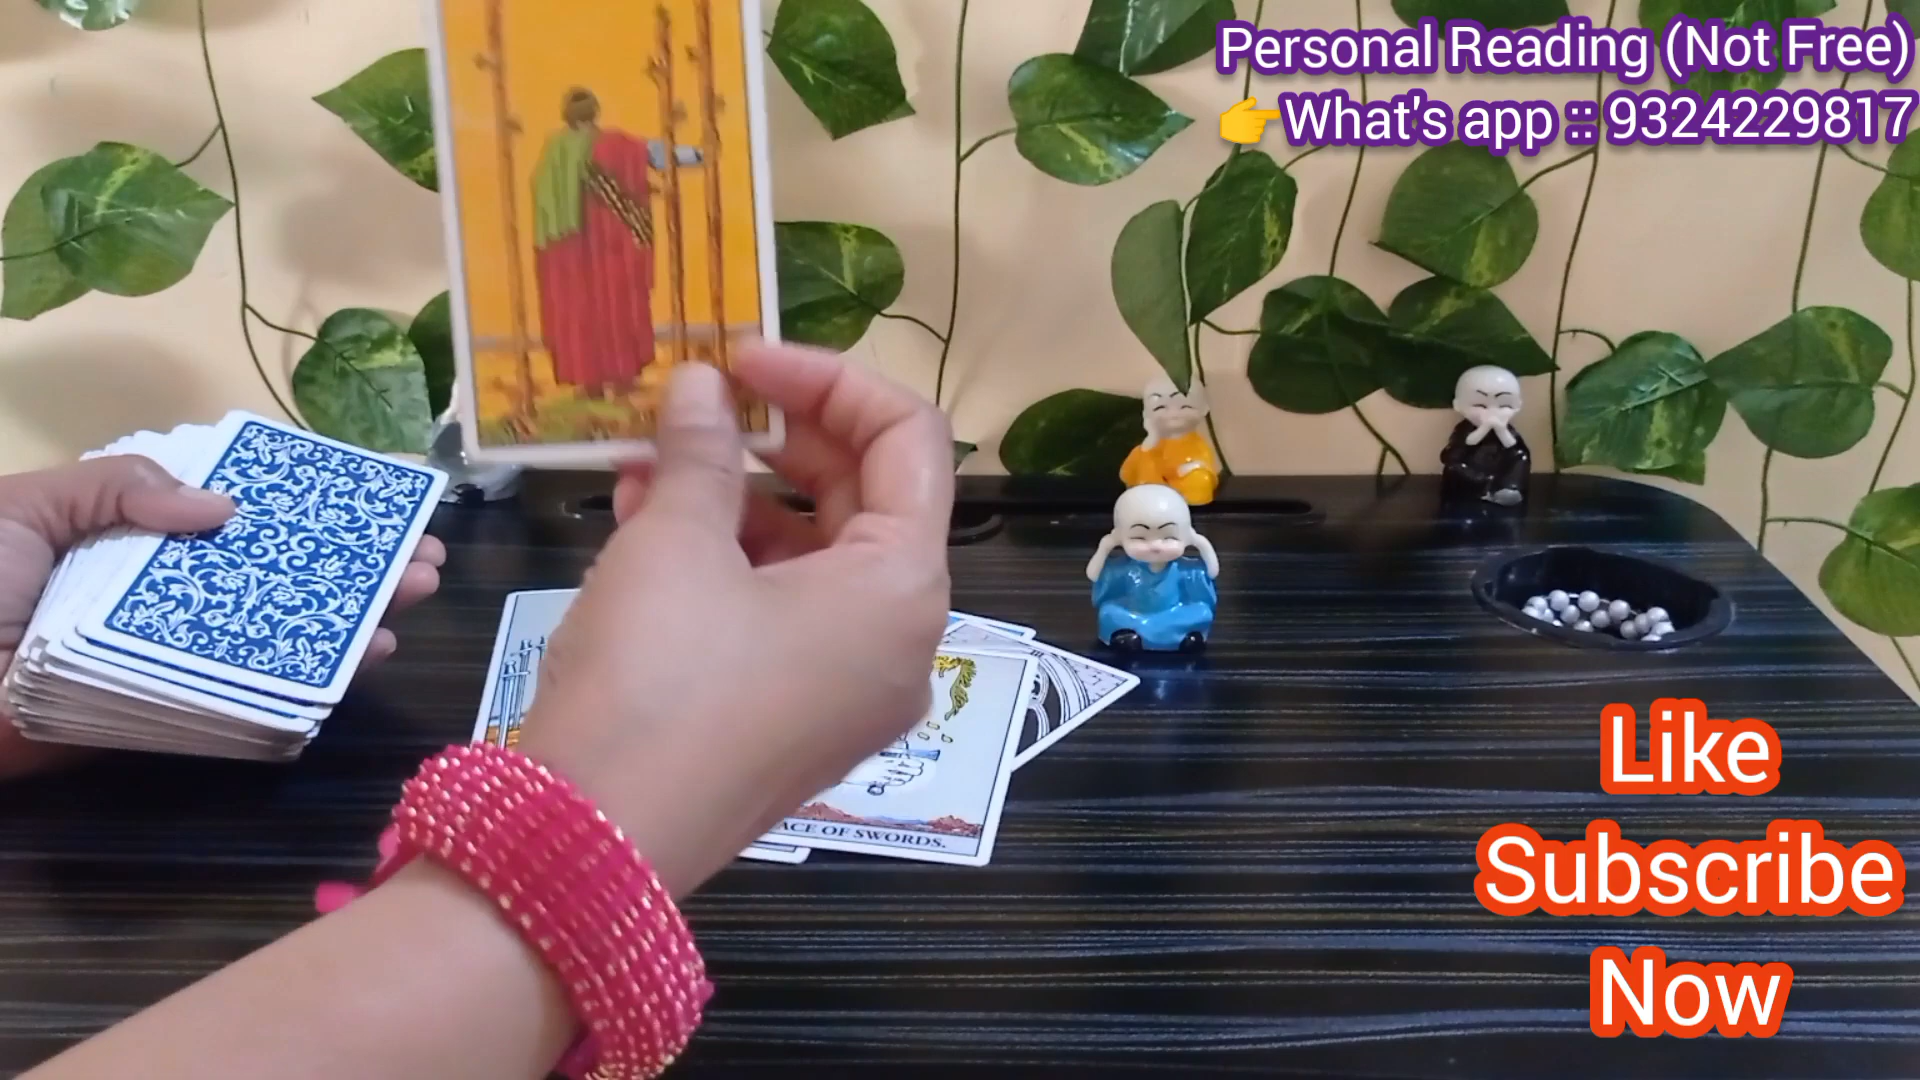 Personal Reading (Not Free)
👉What's app :: 9324229817
ACE OF SWORDS.
Like
Subscribe
Now